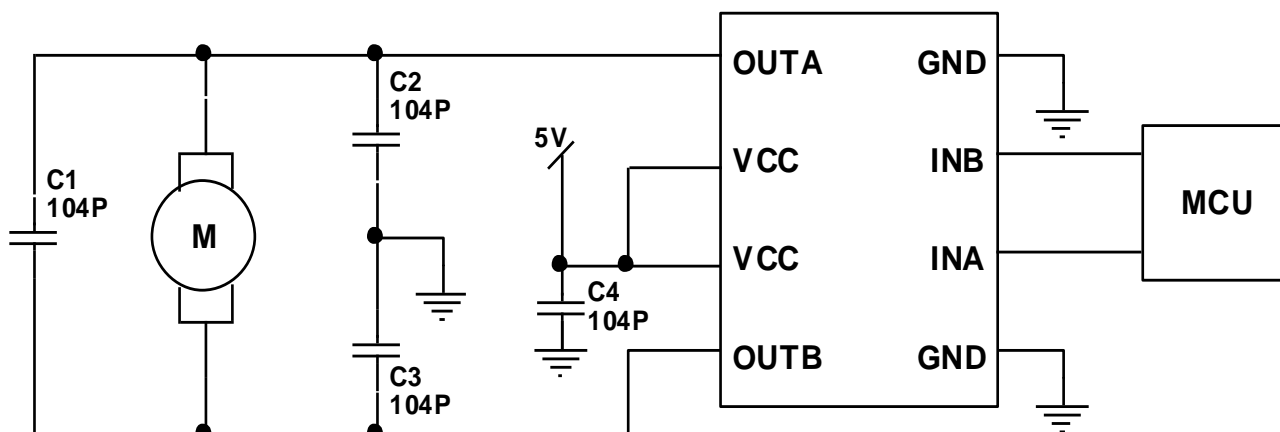 OUTA
GND
C2
104P
5V
VCC
INB
C1
104P
M
MCU
VCC
INA
C4
104P
OUTB
GND
C3
104P